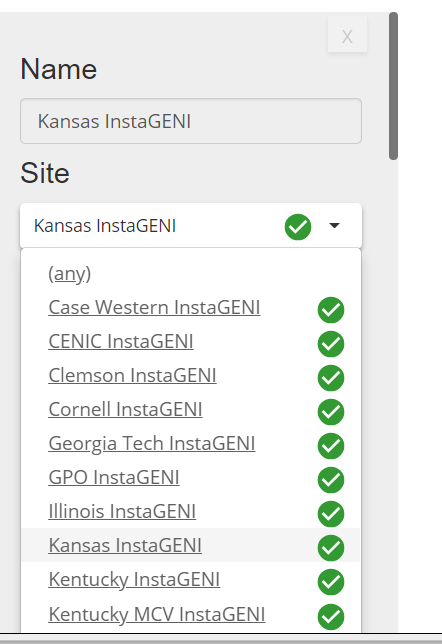 X
Name
Kansas InstaGENI
Site
Kansas InstaGENI
(any)
Case Western InstaGENI
CENIC InstaGENI
Clemson InstaGENI
Cornell InstaGENI
Georgia Tech InstaGENI
GPO InstaGENI
Illinois InstaGENI
Kansas InstaGENI
Kentucky InstaGENI
Kentucky MCV InstaGENI